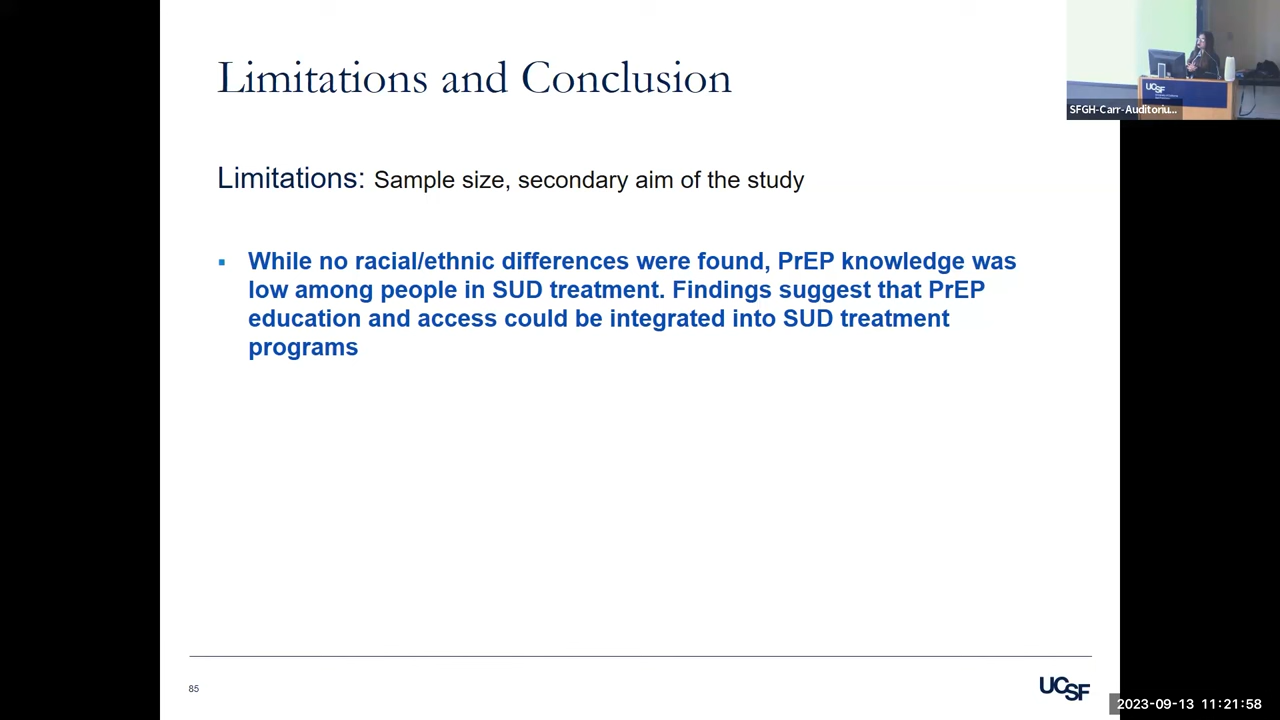 Limitations and Conclusion
UCSF
SFGH-Carr-Auditoriu...
Limitations: Sample size, secondary aim of the study
▪ While no racial/ethnic differences were found, PrEP knowledge was
low among people in SUD treatment. Findings suggest that PrEP
education and access could be integrated into SUD treatment
programs
85
UCSF
2023-09-13 11:21:58